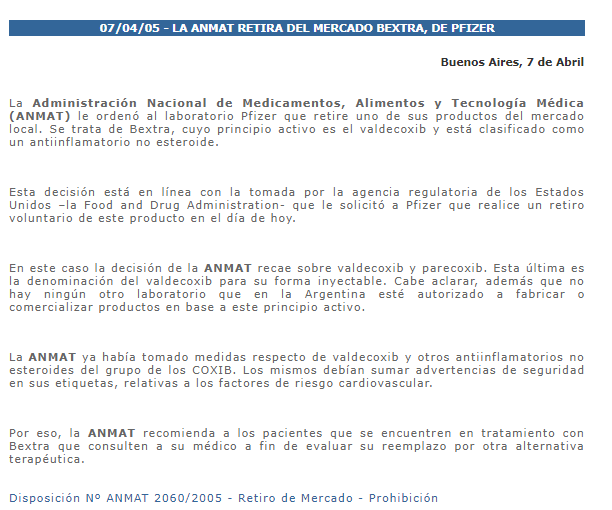 07/04/05 - LA ANMAT RETIRA DEL MERCADO BEXTRA, DE PFIZER
Buenos Aires, 7 de Abril
La Administración Nacional de Medicamentos, Alimentos y Tecnología Médica
(ANMAT) le ordenó al laboratorio Pfizer que retire uno de sus productos del mercado
local. Se trata de Bextra, cuyo principio activo es el valdecoxib y está clasificado como
un antiinflamatorio no esteroide.
Esta decisión está en línea con la tomada por la agencia regulatoria de los Estados
Unidos –la Food and Drug Administration- que le solicitó a Pfizer que realice un retiro
voluntario de este producto en el día de hoy.
En este caso la decisión de la ANMAT recae sobre valdecoxib y parecoxib. Esta última es
la denominación del valdecoxib para su forma inyectable. Cabe aclarar, además que no
hay ningún otro laboratorio que en la Argentina esté autorizado a fabricar o
comercializar productos en base a este principio activo.
La ANMAT ya había tomado medidas respecto de valdecoxib y otros antiinflamatorios no
esteroides del grupo de los COXIB. Los mismos debían sumar advertencias de seguridad
en sus etiquetas, relativas a los factores de riesgo cardiovascular.
Por eso, la ANMAT recomienda a los pacientes que se encuentren en tratamiento con
Bextra que consulten a su médico a fin de evaluar su reemplazo por otra alternativa
terapéutica.
Disposición Nº ANMAT 2060/2005 - Retiro de Mercado - Prohibición